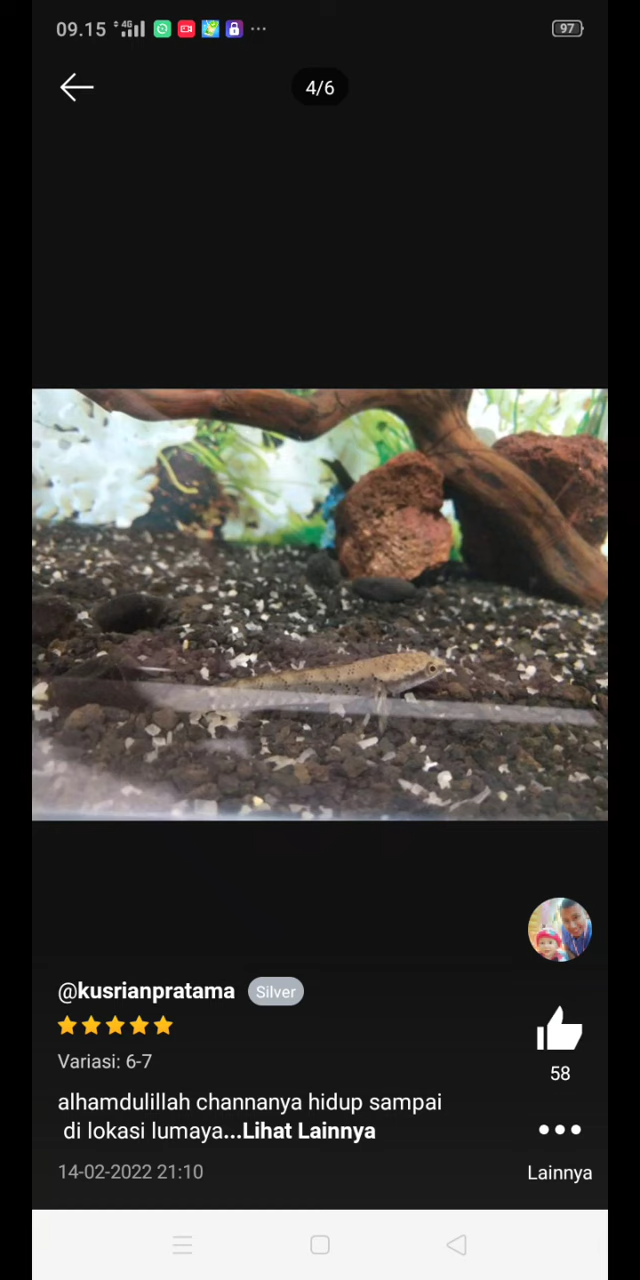 09.15 4G 97
4/6
@kusrianpratama Silver
Variasi: 6-7
58
alhamdulillah channanya hidup sampai
di lokasi lumaya...Lihat Lainnya
14-02-2022 21:10
Lainnya